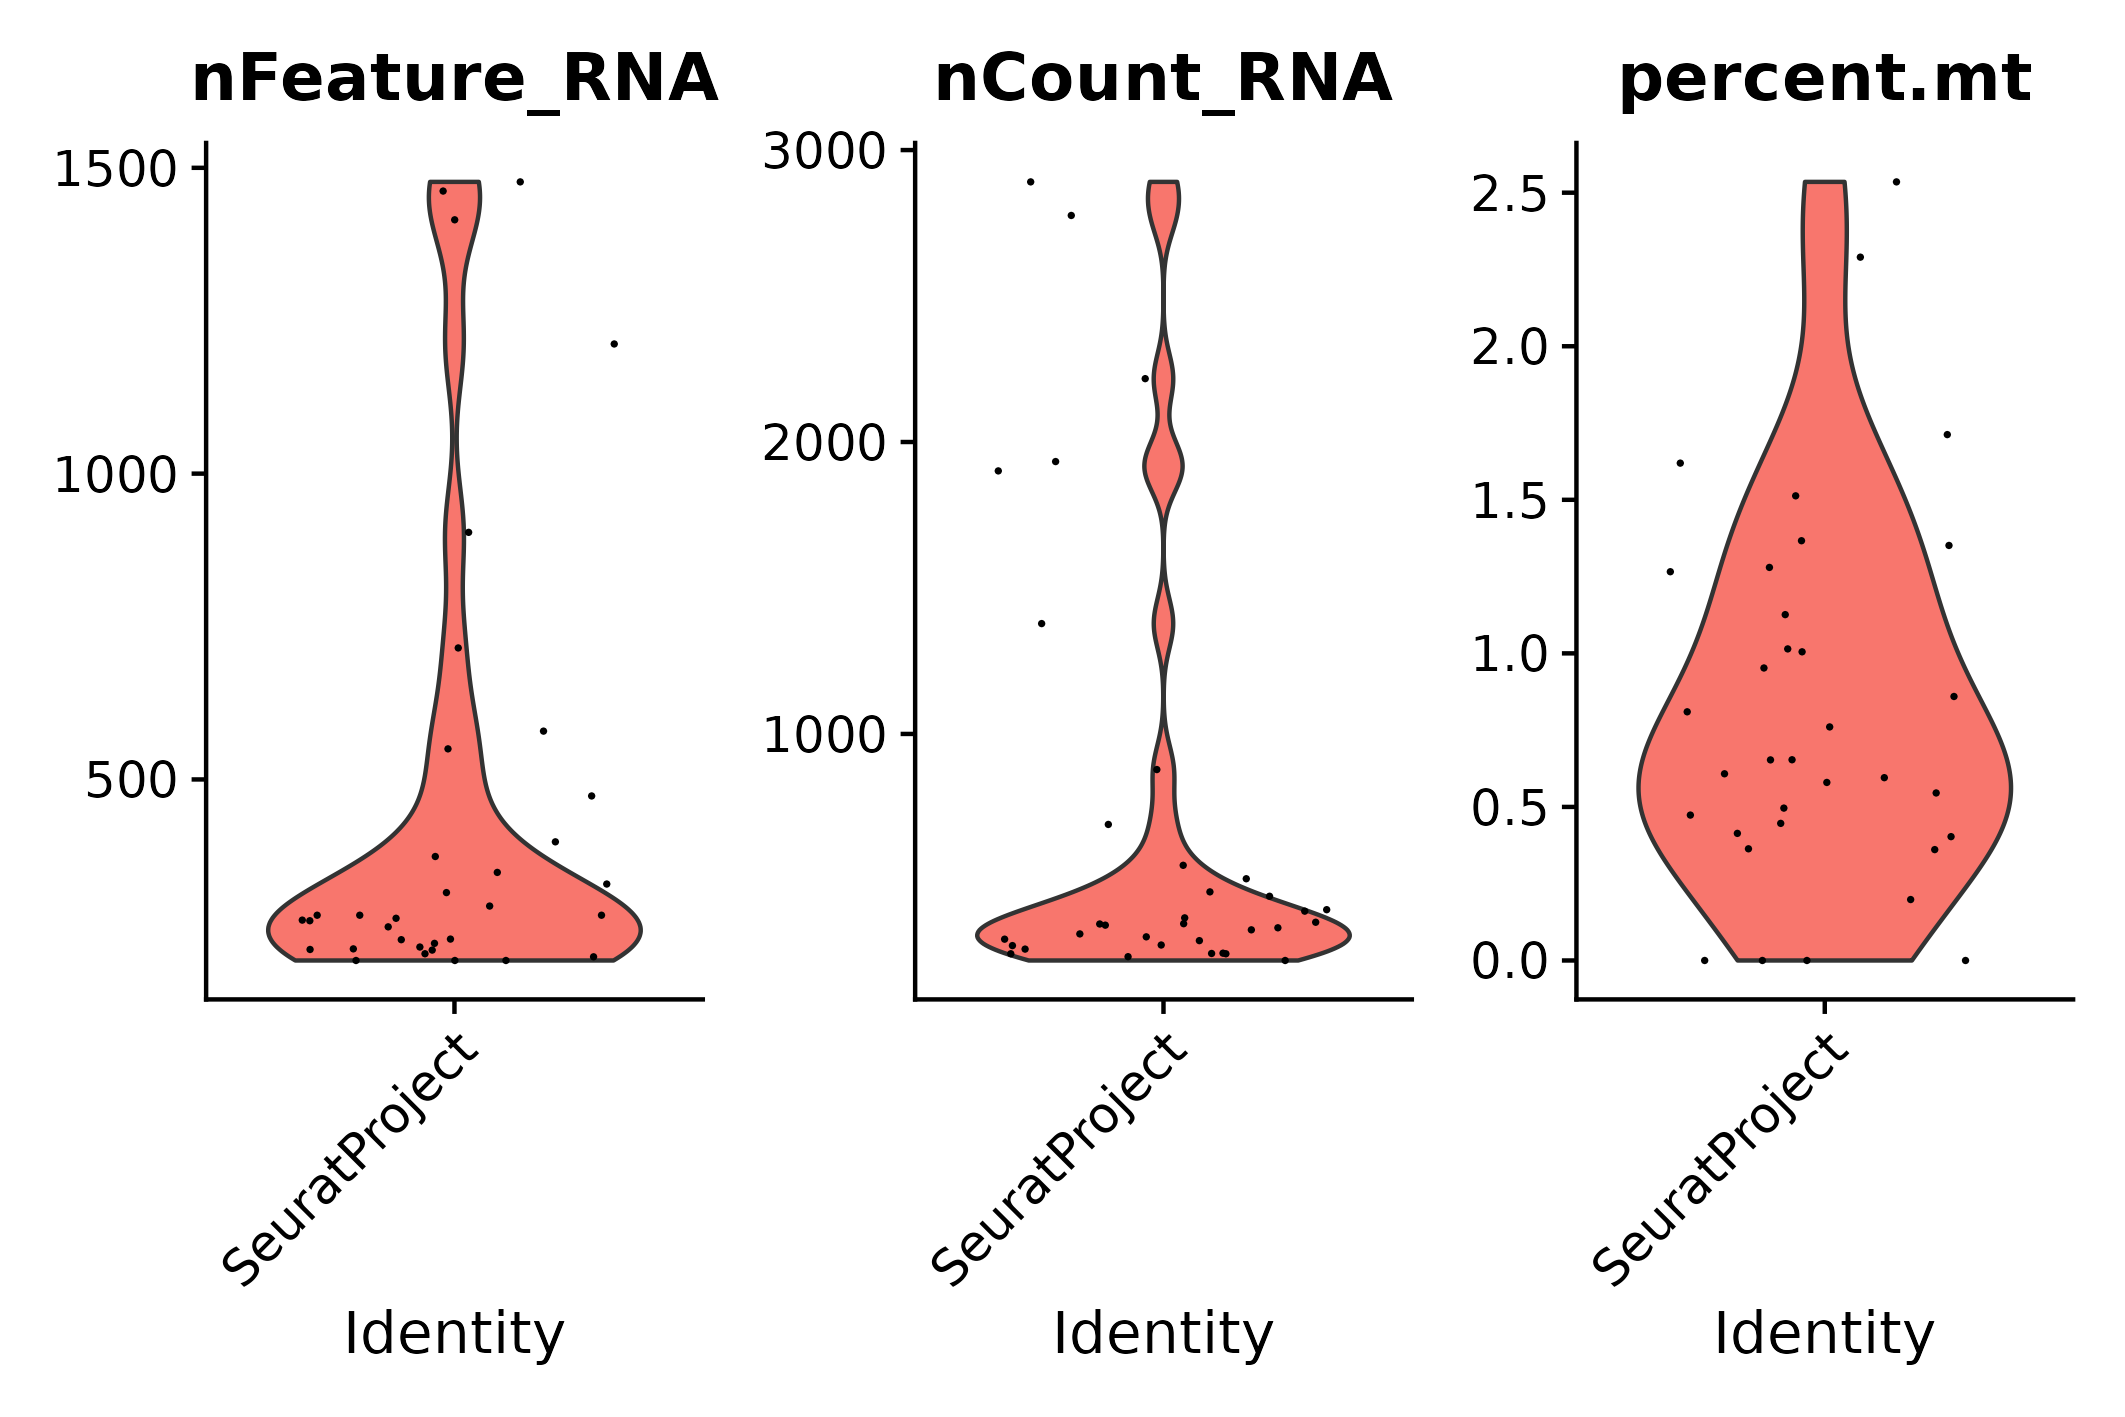 nFeature_RNA
1500
1000
500
SeuratProject
Identity
nCount_RNA
3000
2000
1000
SeuratProject
Identity
percent.mt
2.5
2.0
1.5
1.0
0.5
0.0
SeuratProject
Identity